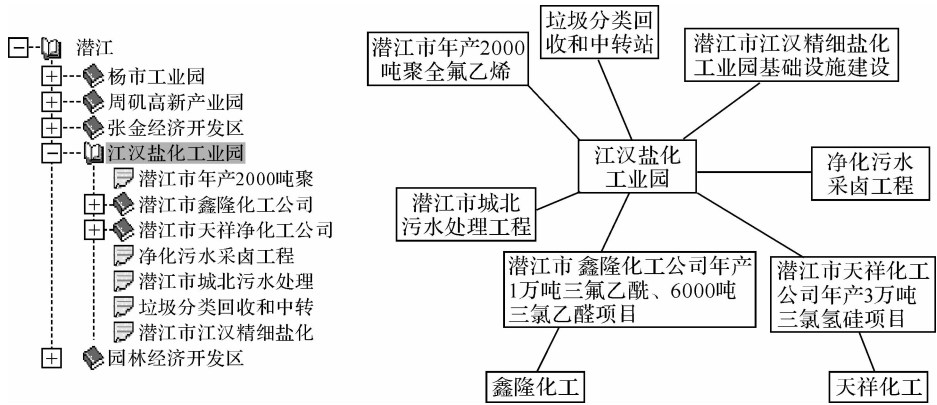 潜江
杨市工业园
周矶高新产业园
张金经济开发区
江汉盐化工业园
潜江市年产2000吨聚
潜江市鑫隆化工公司
潜江市天祥净化工公司
净化污水采卤工程
潜江市城北污水处理
垃圾分类回收和中转
潜江市江汉精细盐化
园林经济开发区
潜江市年产2000
吨聚全氟乙烯
垃圾分类回
收和中转站
潜江市江汉精细盐化
工业园基础设施建设
江汉盐化
工业园
净化污水
采卤工程
潜江市城北
污水处理工程
潜江市 鑫隆化工公司年产
1万吨三氟乙酰、6000吨
三氯乙醛项目
潜江市天祥化工
公司年产3万吨
三氯氢硅项目
鑫隆化工
天祥化工